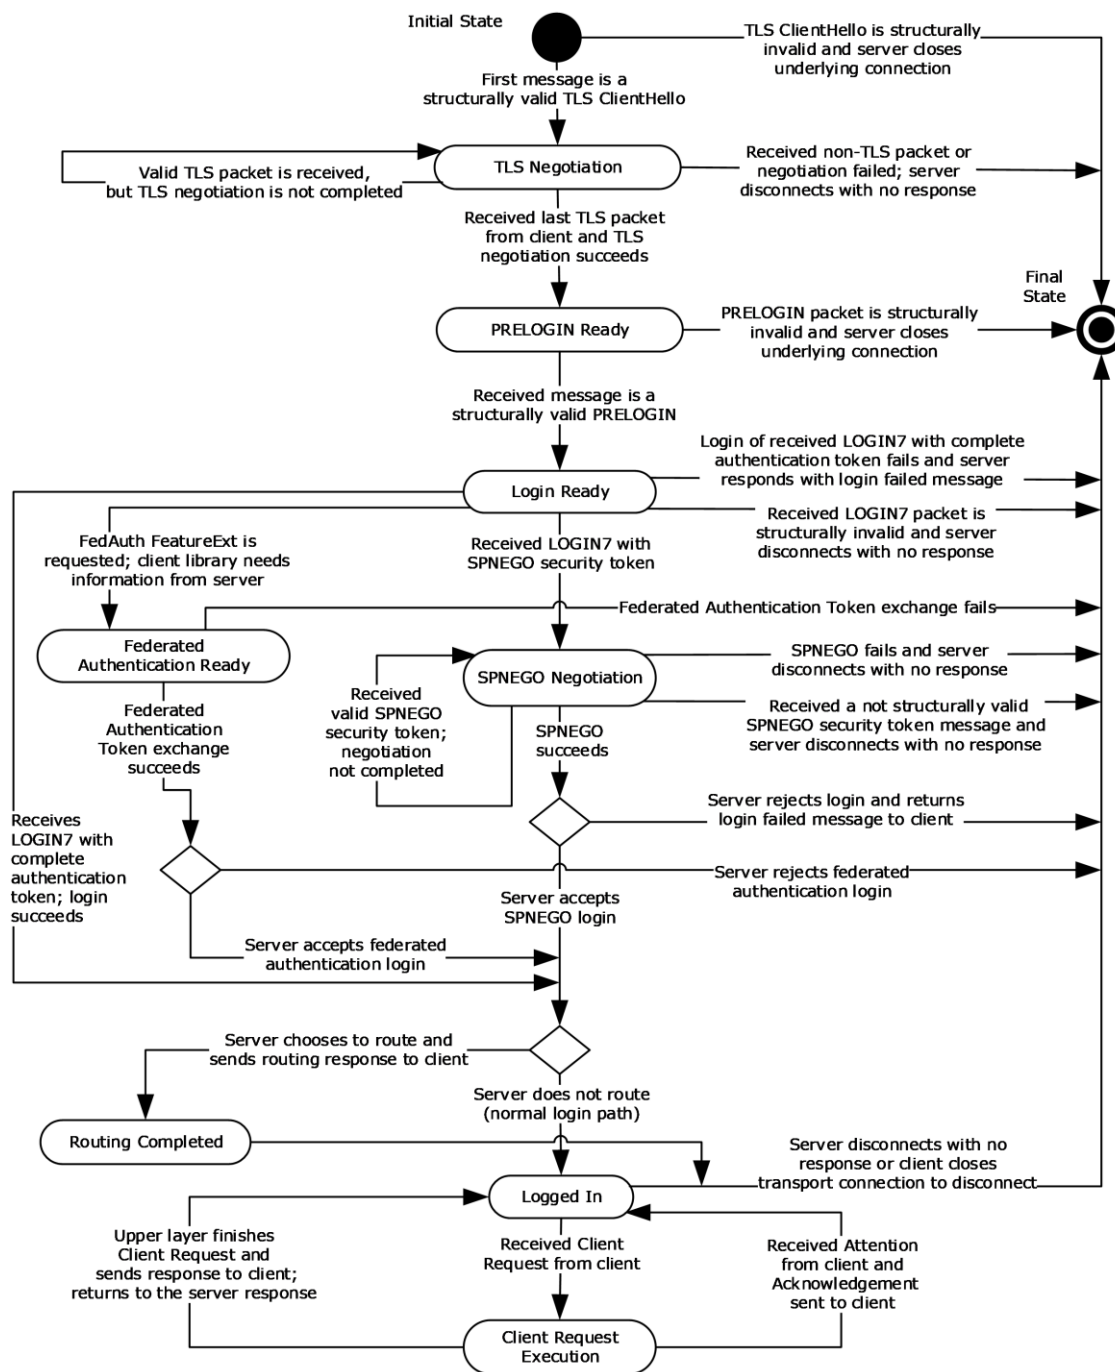 Initial State
TLS ClientHello is structurally
invalid and server closes
underlying connection
First message is a
structurally valid TLS ClientHello
TLS Negotiation
Valid TLS packet is received,
but TLS negotiation is not completed
Received non-TLS packet or
negotiation failed; server
disconnects with no response
Received last TLS packet
from client and TLS
negotiation succeeds
Final
State
PRELOGIN Ready
PRELOGIN packet is structurally
invalid and server closes
underlying connection
Received message is a
structurally valid PRELOGIN
Login of received LOGIN7 with complete
authentication token fails and server
responds with login failed message
Login Ready
Received LOGIN7 packet is
structurally invalid and server
disconnects with no response
FedAuth FeatureExt is
requested; client library needs
information from server
Received LOGIN7 with
SPNEGO security token
Federated Authentication Token exchange fails
Federated
Authentication Ready
SPNEGO Negotiation
SPNEGO fails and server
disconnects with no response
Received
valid SPNEGO
security token;
negotiation
not completed
Received a not structurally valid
SPNEGO security token message and
server disconnects with no response
Federated
Authentication
Token exchange
succeeds
SPNEGO
succeeds
Server rejects login and returns
login failed message to client
Receives
LOGIN7 with
complete
authentication
token; login
succeeds
Server rejects federated
authentication login
Server accepts
SPNEGO login
Server accepts federated
authentication login
Server chooses to route and
sends routing response to client
Server does not route
(normal login path)
Routing Completed
Server disconnects with no
response or client closes
transport connection to disconnect
Logged In
Upper layer finishes
Client Request and
sends response to client;
returns to the server response
Received Client
Request from client
Received Attention
from client and
Acknowledgement
sent to client
Client Request
Execution